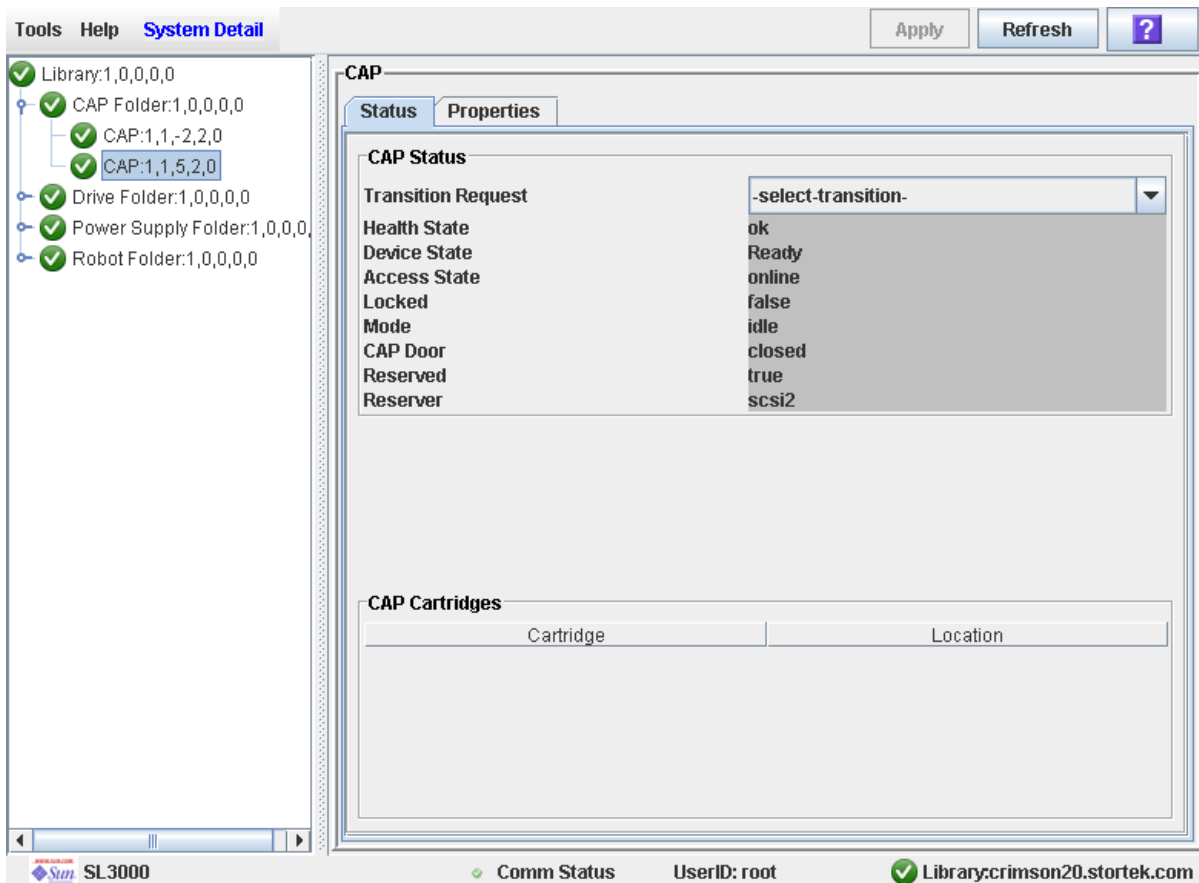 Tools Help System Detail Apply Refresh ?
Library:1,0,0,0,0
CAP Folder:1,0,0,0,0
CAP:1,1,-2,2,0
CAP:1,1,5,2,0
Drive Folder:1,0,0,0,0
Power Supply Folder:1,0,0,0,
Robot Folder:1,0,0,0,0
CAP
Status Properties
CAP Status
Transition Request -select-transition-
Health State ok
Device State Ready
Access State online
Locked false
Mode idle
CAP Door closed
Reserved true
Reserver scsi2
CAP Cartridges
Cartridge Location
Sun SL3000 Comm Status UserID: root Library:crimson20.stortek.com